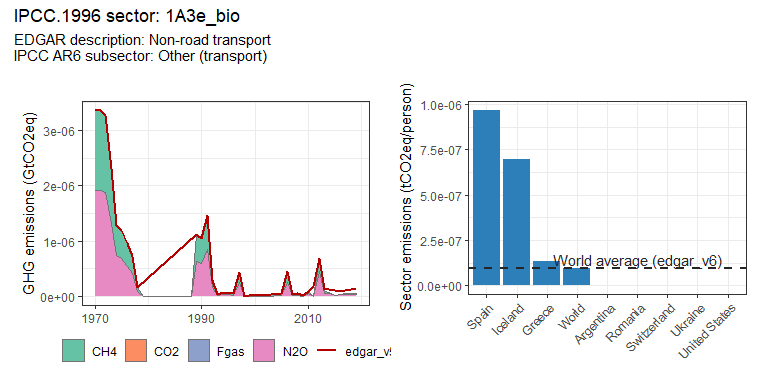 IPCC.1996 sector: 1A3e_bio
EDGAR description: Non-road transport
IPCC AR6 subsector: Other (transport)
GHG emissions (GtCO2eq)
3e-06
2e-06
1e-06
0e+00
1970
1990
2010
CH4
CO2
Fgas
N2O
Sector emissions (tCO2eq/person)
1.0e-06
7.5e-07
5.0e-07
2.5e-07
0.0e+00
World average (edgar_v6)
Spain
Iceland
Greece
World
Argentina
Romania
Switzerland
Ukraine
United States